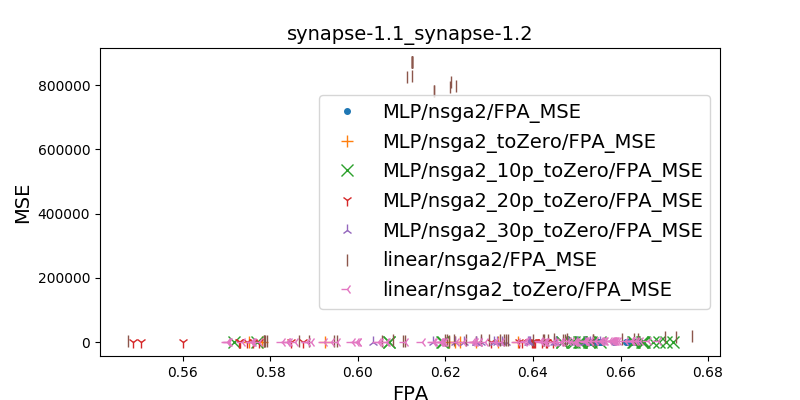 synapse-1.1_synapse-1.2
MSE
800000
600000
400000
200000
0
MLP/nsga2/FPA_MSE
MLP/nsga2_toZero/FPA_MSE
MLP/nsga2_10p_toZero/FPA_MSE
MLP/nsga2_20p_toZero/FPA_MSE
MLP/nsga2_30p_toZero/FPA_MSE
linear/nsga2/FPA_MSE
linear/nsga2_toZero/FPA_MSE
0.56 0.58 0.60 0.62 0.64 0.66 0.68
FPA